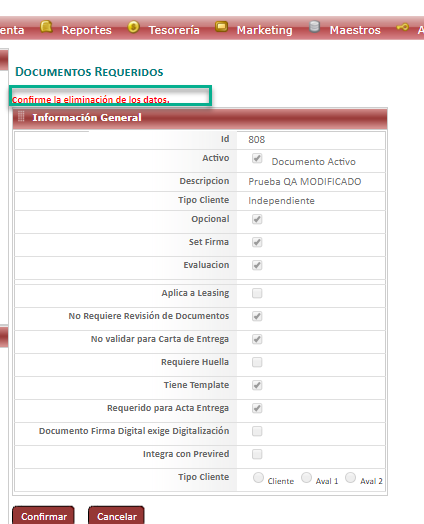 enta Reportes Tesorería Marketing Maestros A
DOCUMENTOS REQUERIDOS
Confirme la eliminación de los datos.
Información General
Id 808
Activo Documento Activo
Descripcion Prueba QA MODIFICADO
Tipo Cliente Independiente
Opcional
Set Firma
Evaluacion
Aplica a Leasing
No Requiere Revisión de Documentos
No validar para Carta de Entrega
Requiere Huella
Tiene Template
Requerido para Acta Entrega
Documento Firma Digital exige Digitalización
Integra con Previred
Tipo Cliente Cliente Aval 1 Aval 2
Confirmar Cancelar